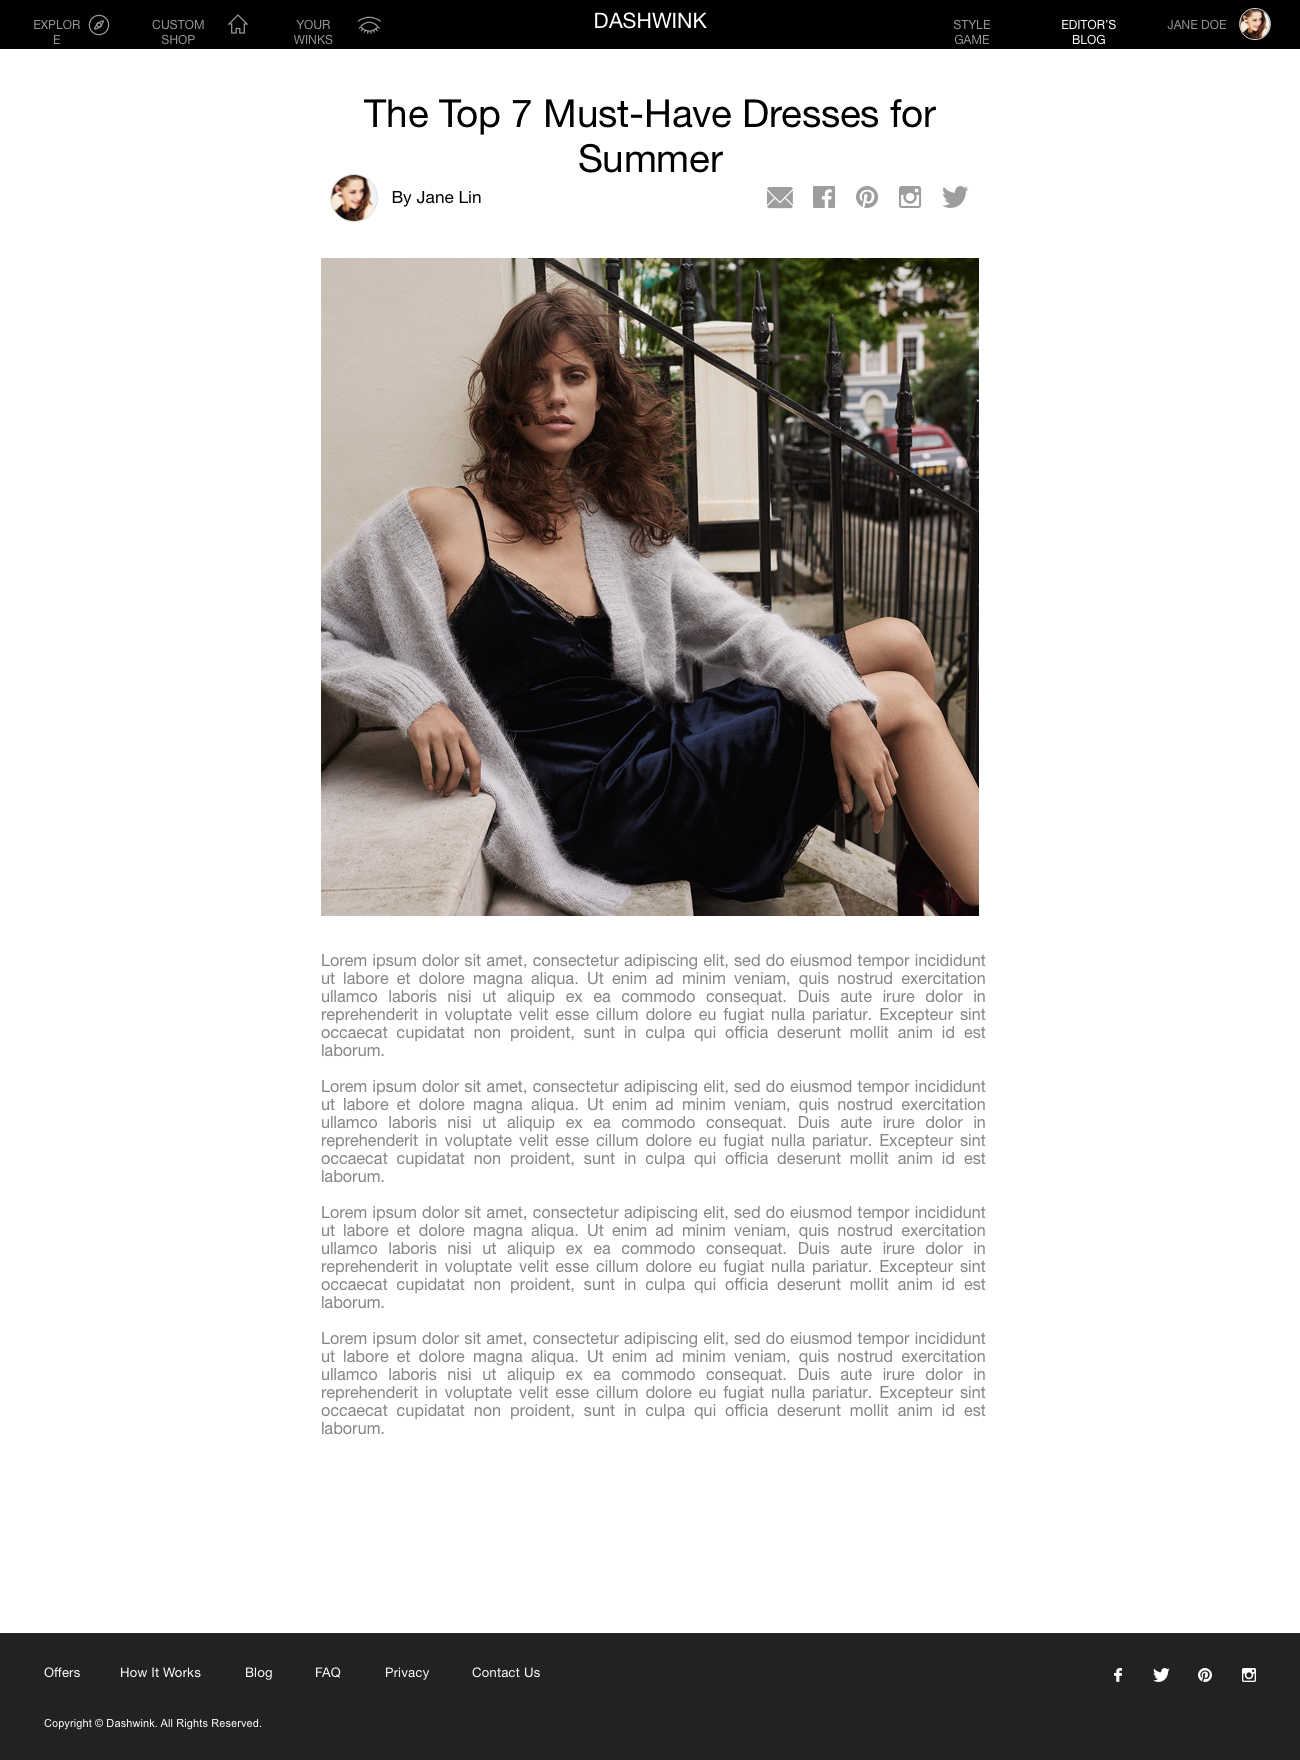 EXPLOR
E
CUSTOM
SHOP
YOUR
WINKS
DASHWINK
STYLE
GAME
EDITOR'S
BLOG
JANE DOE
The Top 7 Must-Have Dresses for
Summer
By Jane Lin
Lorem ipsum dolor sit amet, consectetur adipiscing elit, sed do eiusmod tempor incididunt
ut labore et dolore magna aliqua. Ut enim ad minim veniam, quis nostrud exercitation
ullamco laboris nisi ut aliquip ex ea commodo consequat. Duis aute irure dolor in
reprehenderit in voluptate velit esse cillum dolore eu fugiat nulla pariatur. Excepteur sint
occaecat cupidatat non proident, sunt in culpa qui officia deserunt mollit anim id est
laborum.
Lorem ipsum dolor sit amet, consectetur adipiscing elit, sed do eiusmod tempor incididunt
ut labore et dolore magna aliqua. Ut enim ad minim veniam, quis nostrud exercitation
ullamco laboris nisi ut aliquip ex ea commodo consequat. Duis aute irure dolor in
reprehenderit in voluptate velit esse cillum dolore eu fugiat nulla pariatur. Excepteur sint
occaecat cupidatat non proident, sunt in culpa qui officia deserunt mollit anim id est
laborum.
Lorem ipsum dolor sit amet, consectetur adipiscing elit, sed do eiusmod tempor incididunt
ut labore et dolore magna aliqua. Ut enim ad minim veniam, quis nostrud exercitation
ullamco laboris nisi ut aliquip ex ea commodo consequat. Duis aute irure dolor in
reprehenderit in voluptate velit esse cillum dolore eu fugiat nulla pariatur. Excepteur sint
occaecat cupidatat non proident, sunt in culpa qui officia deserunt mollit anim id est
laborum.
Lorem ipsum dolor sit amet, consectetur adipiscing elit, sed do eiusmod tempor incididunt
ut labore et dolore magna aliqua. Ut enim ad minim veniam, quis nostrud exercitation
ullamco laboris nisi ut aliquip ex ea commodo consequat. Duis aute irure dolor in
reprehenderit in voluptate velit esse cillum dolore eu fugiat nulla pariatur. Excepteur sint
occaecat cupidatat non proident, sunt in culpa qui officia deserunt mollit anim id est
laborum.
Offers How It Works Blog FAQ Privacy Contact Us
Copyright © Dashwink. All Rights Reserved.